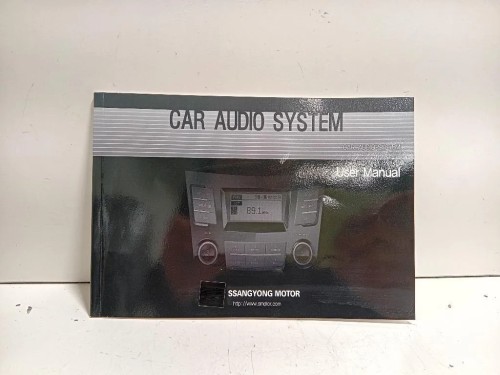 CAR AUDIO SYSTEM
User Manual
89.1
SSANGYONG MOTOR